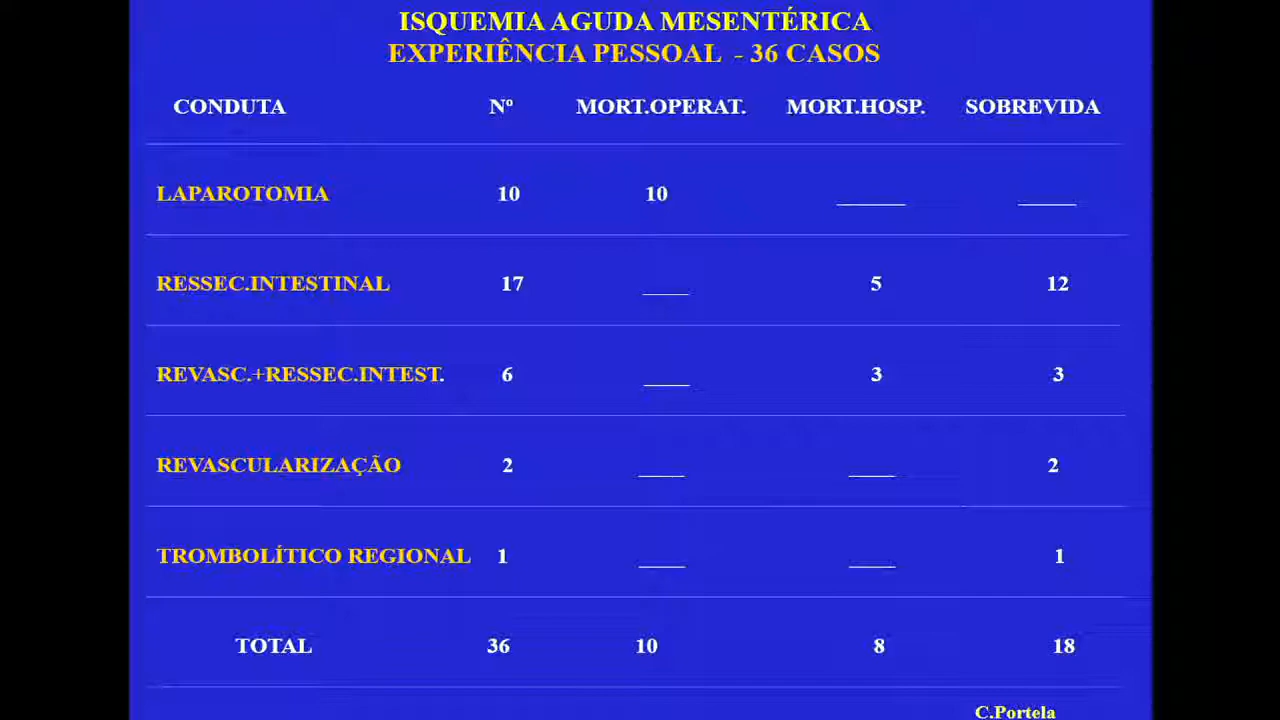 ISQUEMIA AGUDA MESENTÉRICA
EXPERIÊNCIA PESSOAL - 36 CASOS
CONDUTA Nº MORT.OPERAT. MORT.HOSP. SOBREVIDA
LAPAROTOMIA 10 10 ______ _____
RESSEC.INTESTINAL 17 ____ 5 12
REVASC.+RESSEC.INTEST. 6 ____ 3 3
REVASCULARIZAÇÃO 2 ____ ____ 2
TROMBOLÍTICO REGIONAL 1 ____ ____ 1
TOTAL 36 10 8 18
C.Portela